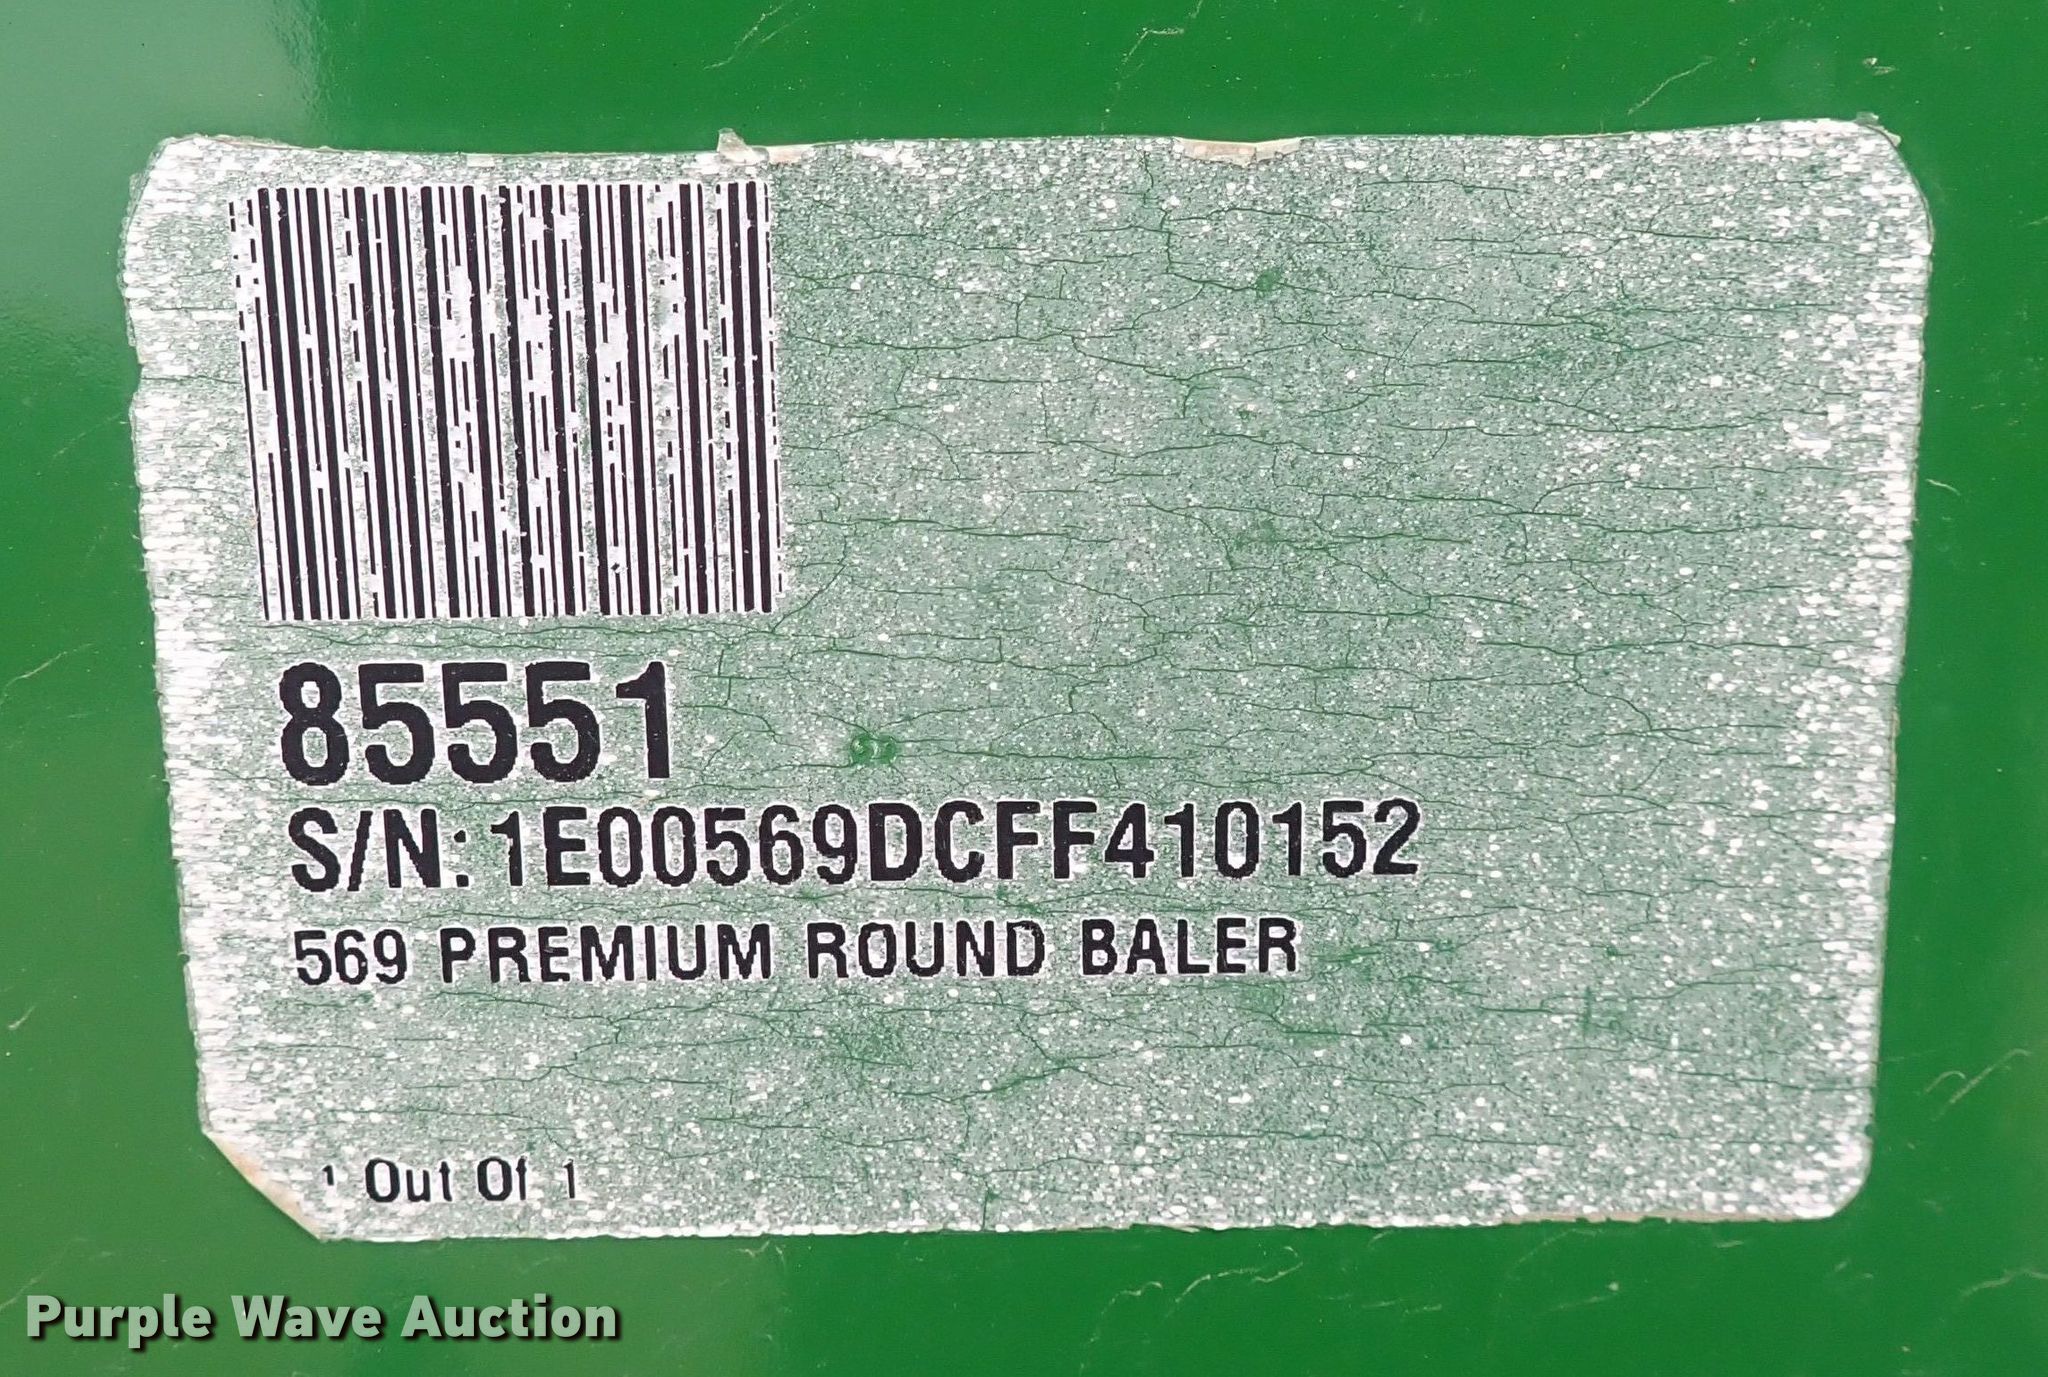 85551
S/N: 1E00569DCFF410152
569 PREMIUM ROUND BALER
1 Out Of 1
Purple Wave Auction